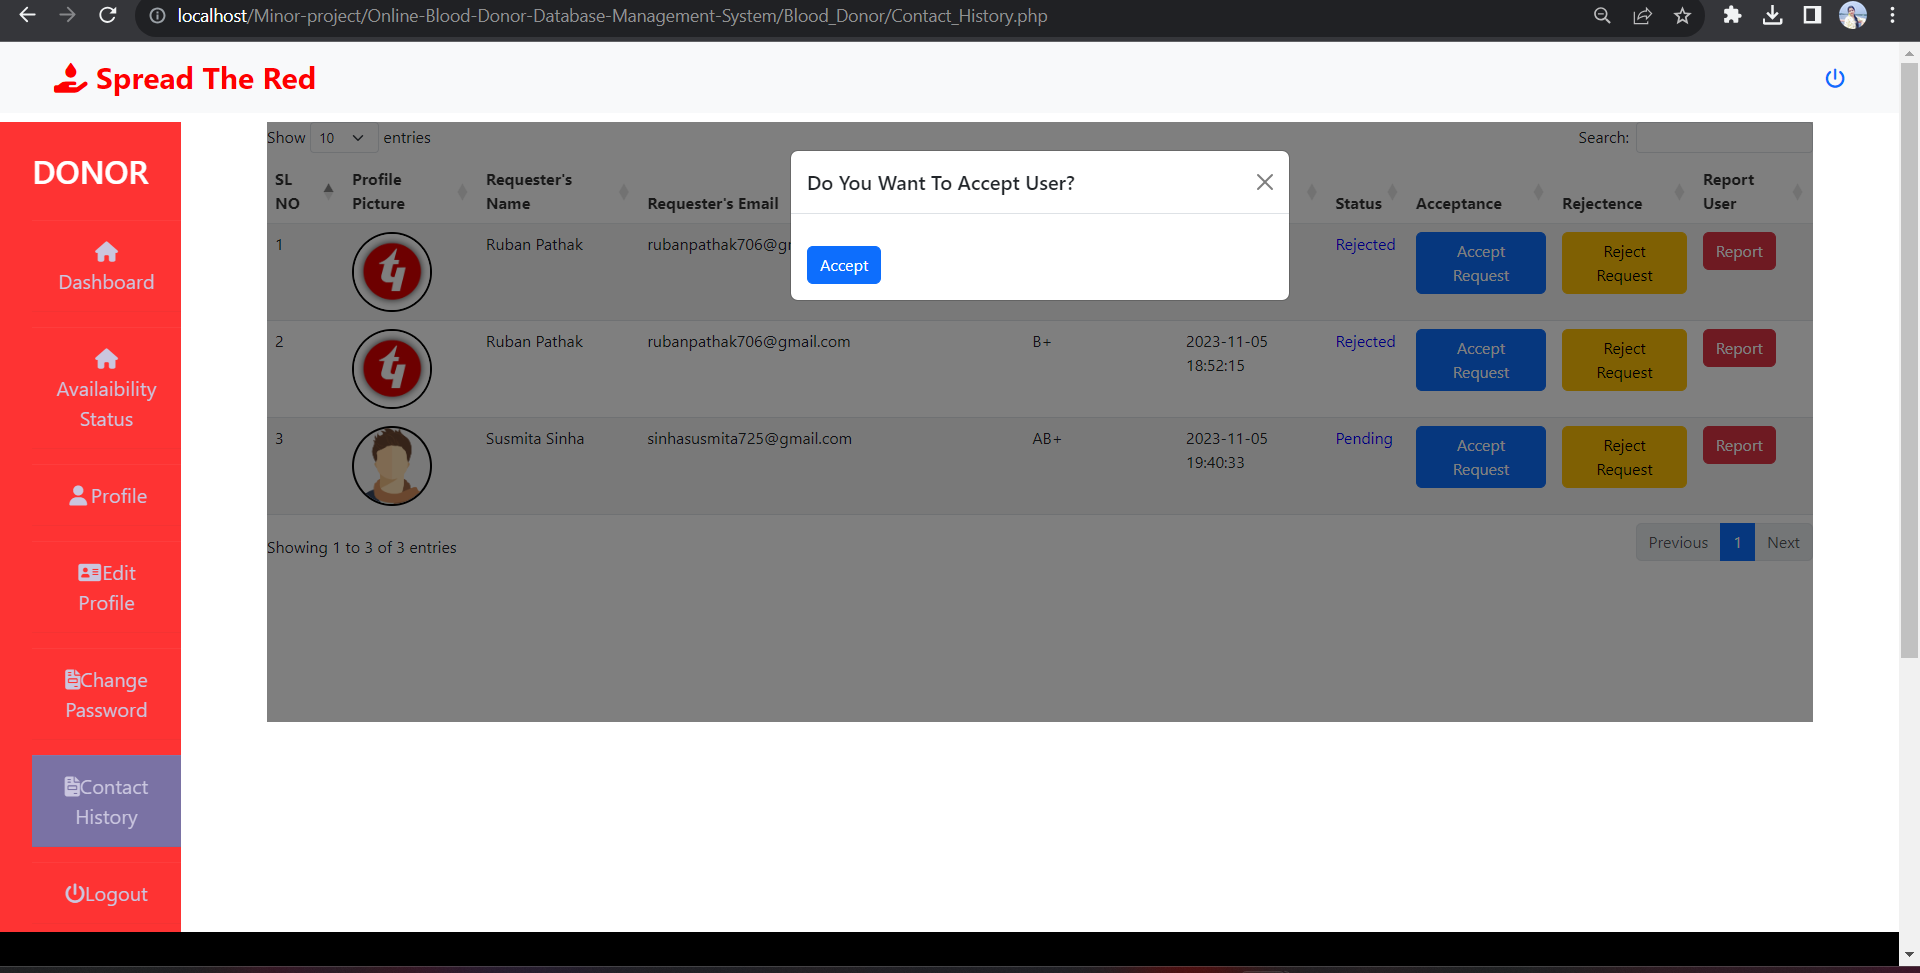 localhost/Minor-project/Online-Blood-Donor-Database-Management-System/Blood_Donor/Contact_History.php
Spread The Red
DONOR
Dashboard
Availaibility
Status
Profile
Edit
Profile
Change
Password
Contact
History
Logout
Show 10 entries
Search:
SL
NO
Profile
Picture
Requester's
Name
Requester's Email
Status
Acceptance
Rejectence
Report
User
Do You Want To Accept User?
Accept
1
Ruban Pathak
rubanpathak706@g
Rejected
Accept
Request
Reject
Request
Report
2
Ruban Pathak
rubanpathak706@gmail.com
B+
2023-11-05
18:52:15
Rejected
Accept
Request
Reject
Request
Report
3
Susmita Sinha
sinhasusmita725@gmail.com
AB+
2023-11-05
19:40:33
Pending
Accept
Request
Reject
Request
Report
Showing 1 to 3 of 3 entries
Previous 1 Next